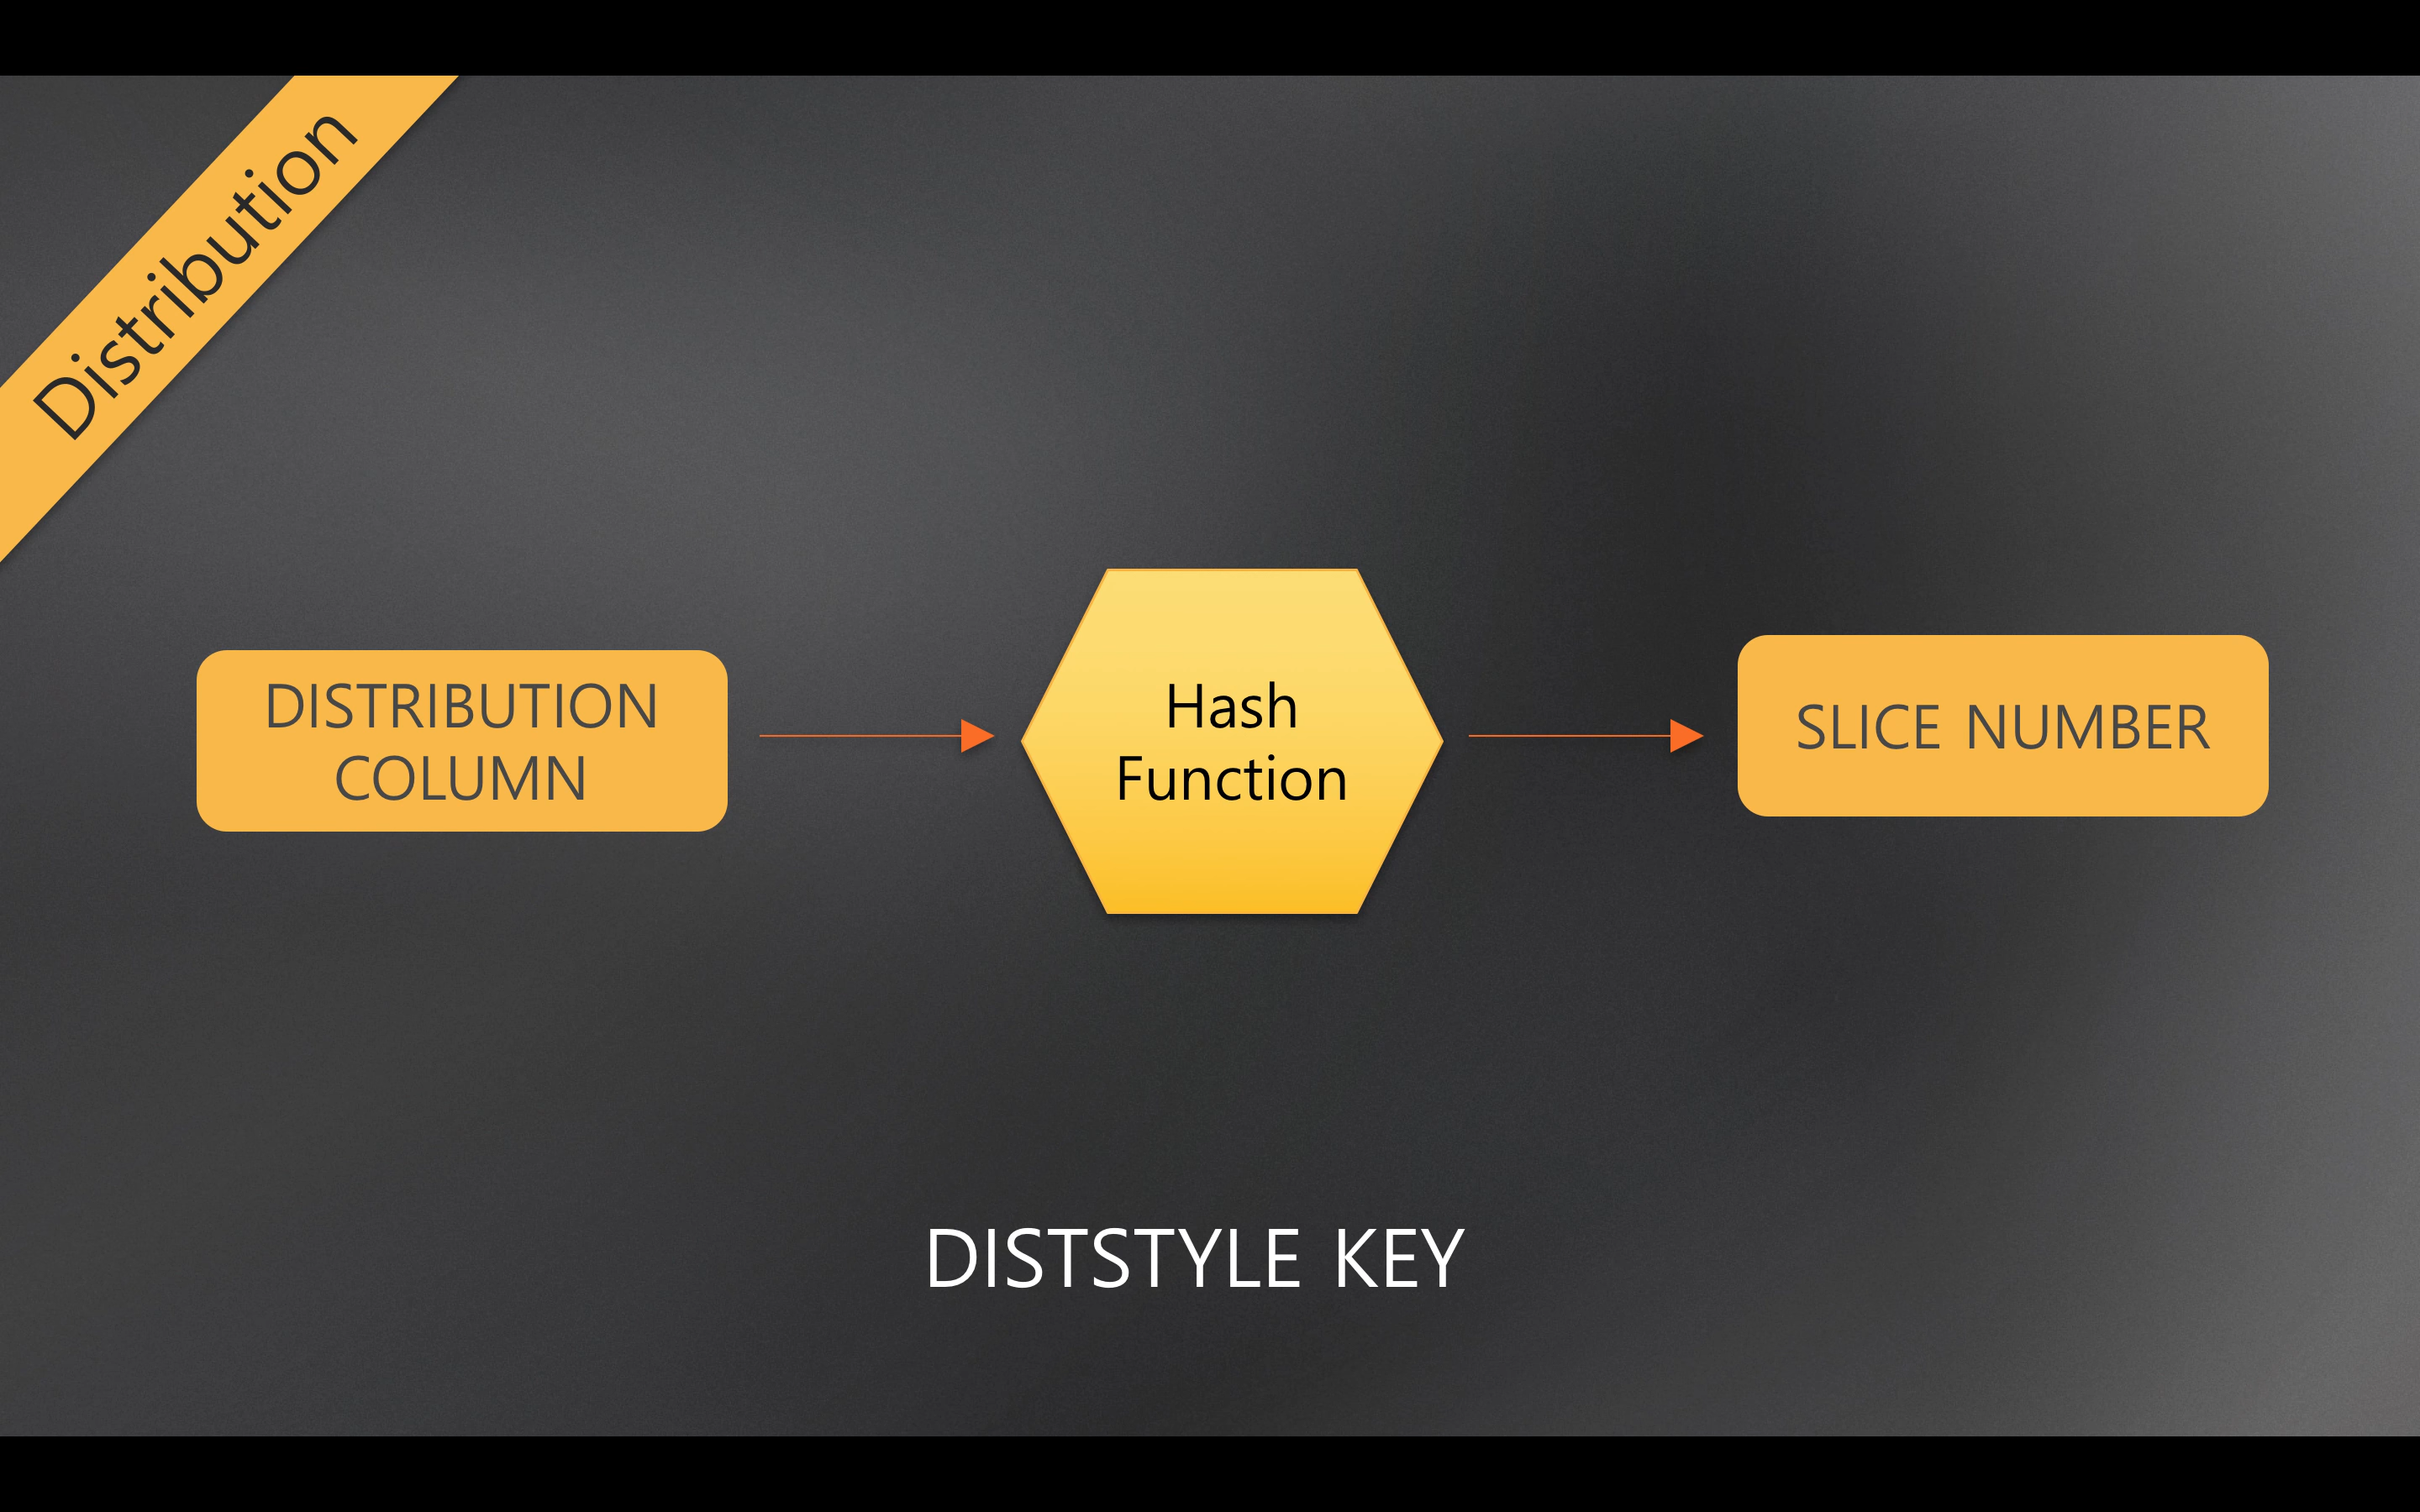 Distribution
DISTRIBUTION
COLUMN
Hash
Function
SLICE NUMBER
DISTSTYLE KEY